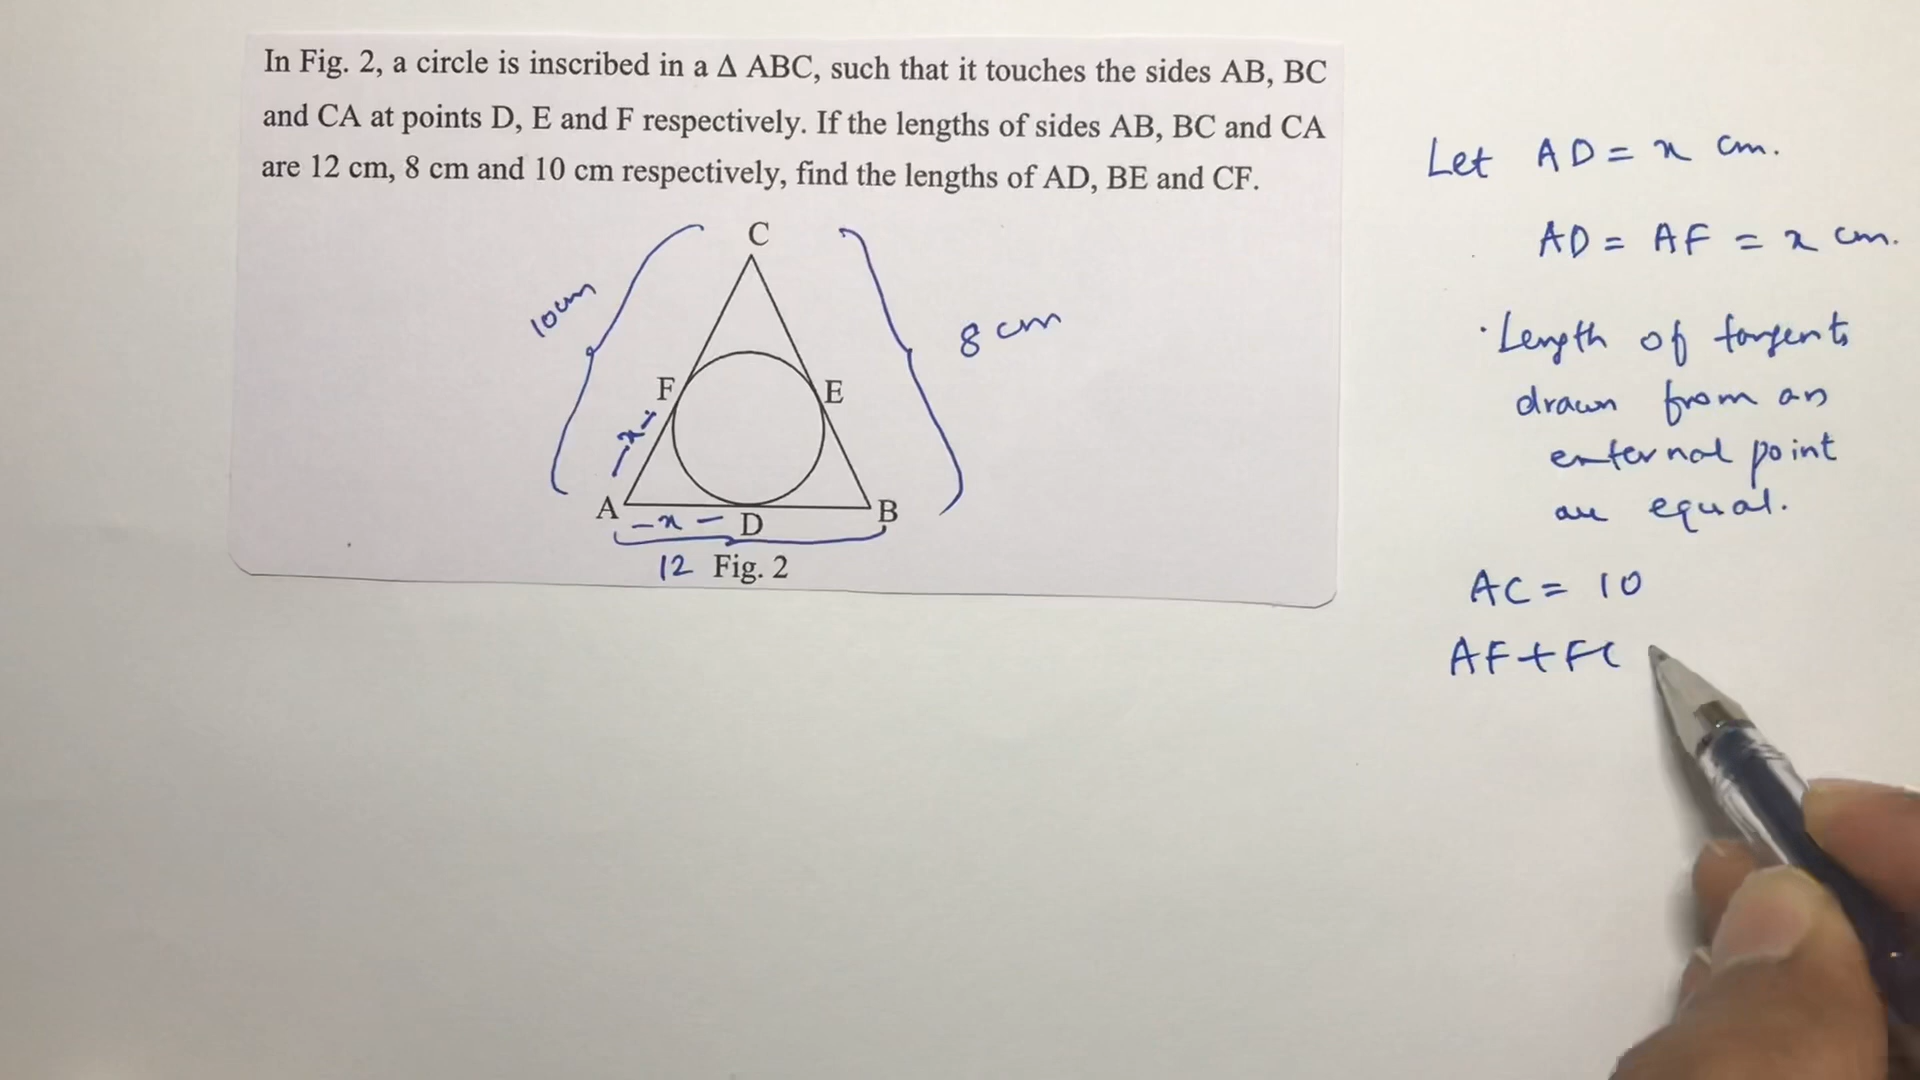 In Fig. 2, a circle is inscribed in a Δ ABC, such that it touches the sides AB, BC
and CA at points D, E and F respectively. If the lengths of sides AB, BC and CA
are 12 cm, 8 cm and 10 cm respectively, find the lengths of AD, BE and CF.
C
10cm
8 cm
F
E
-x-
A
B
-x-
D
12
Fig. 2
Let AD = x cm.
AD = AF = x cm.
Length of tangents
drawn from an
external point
are equal.
AC = 10
AF+FC